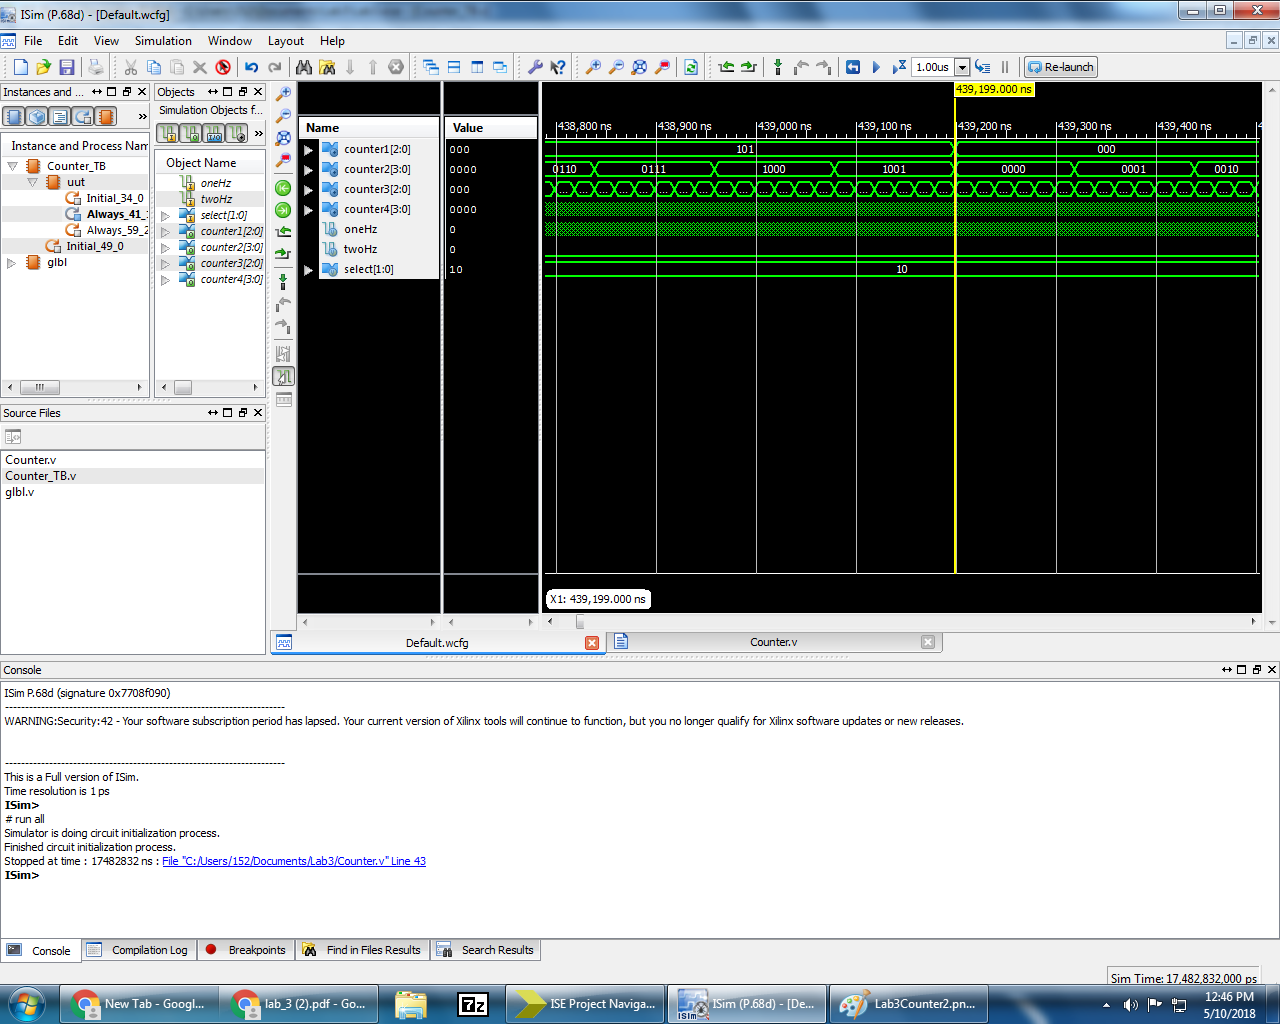 ISim (P.68d) - [Default.wcfg]
File Edit View Simulation Window Layout Help
1.00us Re-launch
Instances and ...
Instance and Process Nam
Counter_TB
uut
Initial_34_0
Always_41_
Always_59_2
Initial_49_0
glbl
Objects
Simulation Objects f...
Object Name
oneHz
twoHz
select[1:0]
counter1[2:0]
counter2[3:0]
counter3[2:0]
counter4[3:0]
Source Files
Counter.v
Counter_TB.v
glbl.v
439,199.000 ns
Name Value
438,800 ns 438,900 ns 439,000 ns 439,100 ns 439,200 ns 439,300 ns 439,400 ns
counter1[2:0] 000 101 000
counter2[3:0] 0000 0110 0111 1000 1001 0000 0001 0010
counter3[2:0] 000
counter4[3:0] 0000
oneHz 0
twoHz 0
select[1:0] 10 10
X1: 439,199.000 ns
Default.wcfg Counter.v
Console
ISim P.68d (signature 0x7708f090)
----------------------------------------------------------------------
WARNING:Security:42 - Your software subscription period has lapsed. Your current version of Xilinx tools will continue to function, but you no longer qualify for Xilinx software updates or new releases.
----------------------------------------------------------------------
This is a Full version of ISim.
Time resolution is 1 ps
ISim>
# run all
Simulator is doing circuit initialization process.
Finished circuit initialization process.
Stopped at time : 17482832 ns : File "C:/Users/152/Documents/Lab3/Counter.v" Line 43
ISim>
Console Compilation Log Breakpoints Find in Files Results Search Results
Sim Time: 17,482,832,000 ps
New Tab - Googl... lab_3 (2).pdf - Go... 7z ISE Project Naviga... ISim (P.68d) - [De... Lab3Counter2.pn...
12:46 PM
5/10/2018